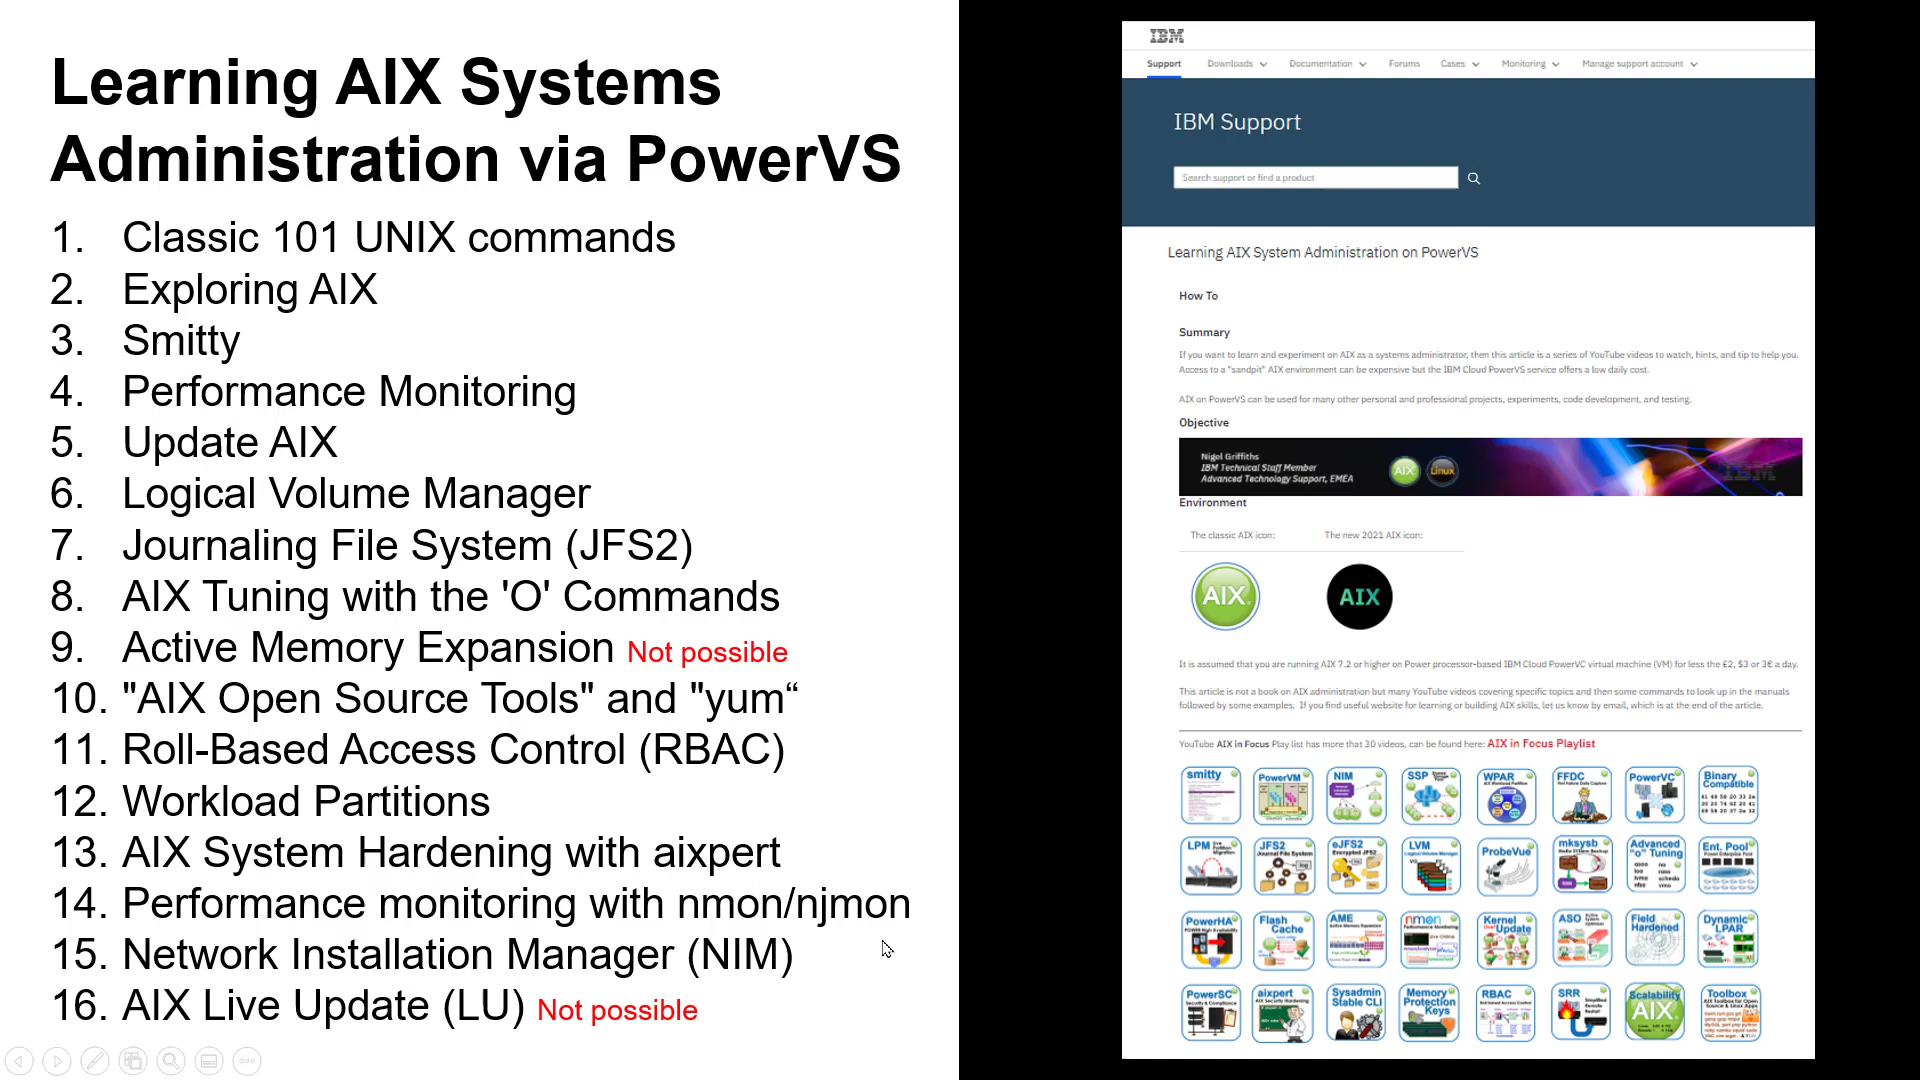 Learning AIX Systems
Administration via PowerVS
1. Classic 101 UNIX commands
2. Exploring AIX
3. Smitty
4. Performance Monitoring
5. Update AIX
6. Logical Volume Manager
7. Journaling File System (JFS2)
8. AIX Tuning with the 'O' Commands
9. Active Memory Expansion Not possible
10. "AIX Open Source Tools" and "yum“
11. Roll-Based Access Control (RBAC)
12. Workload Partitions
13. AIX System Hardening with aixpert
14. Performance monitoring with nmon/njmon
15. Network Installation Manager (NIM)
16. AIX Live Update (LU) Not possible
IBM
Support Downloads Documentation Forums Cases Monitoring Manage support account
IBM Support
Search support or find a product
Learning AIX System Administration on PowerVS
How To
Summary
If you want to learn and experiment on AIX as a systems administrator, then this article is a series of YouTube videos to watch, hints, and tip to help you.
Access to a "sandpit" AIX environment can be expensive but the IBM Cloud PowerVS service offers a low daily cost.
AIX on PowerVS can be used for many other personal and professional projects, experiments, code development, and testing.
Objective
Nigel Griffiths
IBM Technical Staff Member
Advanced Technology Support, EMEA
AIX Linux
IBM
Environment
The classic AIX icon: The new 2021 AIX icon:
AIX AIX
It is assumed that you are running AIX 7.2 or higher on Power processor-based IBM Cloud PowerVC virtual machine (VM) for less the £2, $3 or 3€ a day.
This article is not a book on AIX administration but many YouTube videos covering specific topics and then some commands to look up in the manuals
followed by some examples. If you find useful website for learning or building AIX skills, let us know by email, which is at the end of the article.
YouTube AIX in Focus Play list has more that 30 videos, can be found here: AIX in Focus Playlist
smitty PowerVM NIM SSP WPAR FFDC PowerVC Binary Compatible
LPM JFS2 Journal File System eJFS2 Encrypted JFS2 LVM ProbeVue mksysb Advanced "o" Tuning Ent. Pool
PowerHA Flash Cache AME nmon Kernel Update ASO Field Hardened Dynamic LPAR
PowerSC aixpert Sysadmin Stable CLI Memory Protection Keys RBAC SRR Scalability AIX Toolbox